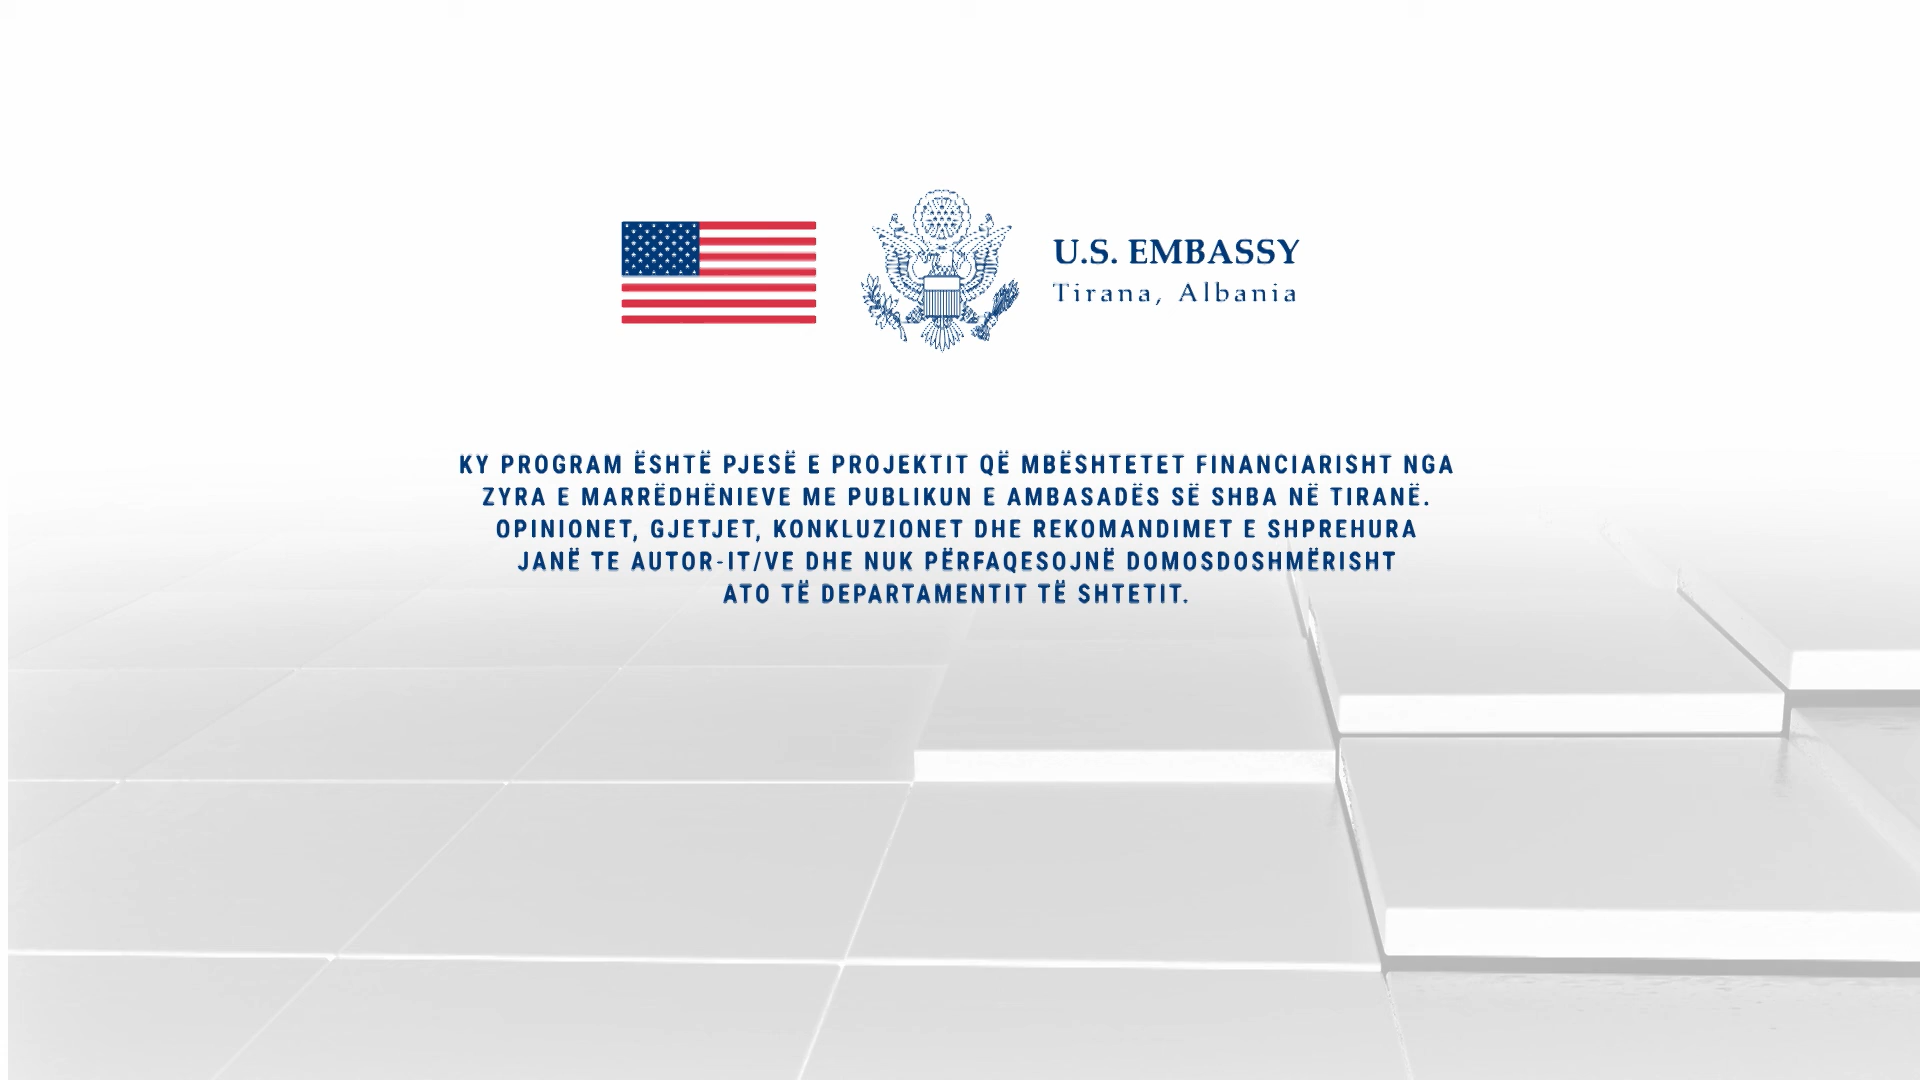 U.S. EMBASSY
Tirana, Albania
KY PROGRAM ËSHTË PJESË E PROJEKTIT QË MBËSHTETET FINANCIARISHT NGA
ZYRA E MARRËDHËNIEVE ME PUBLIKUN E AMBASADËS SË SHBA NË TIRANË.
OPINIONET, GJETJET, KONKLUZIONET DHE REKOMANDIMET E SHPREHURA
JANË TE AUTOR-IT/VE DHE NUK PËRFAQESOJNË DOMOSDOSHMËRISHT
ATO TË DEPARTAMENTIT TË SHTETIT.